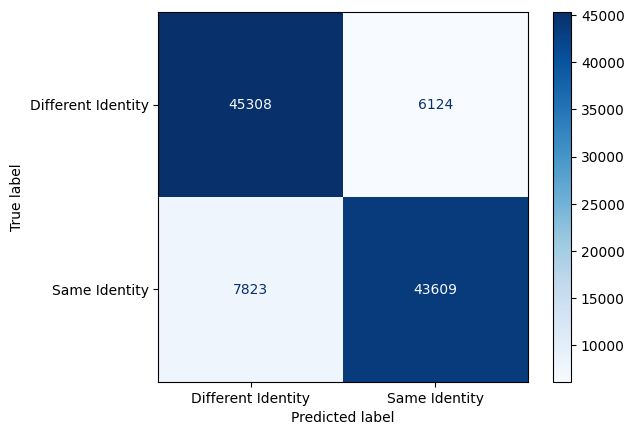 45000
Different Identity
45308
6124
40000
35000
30000
True label
25000
20000
Same Identity
7823
43609
15000
10000
Different Identity
Same Identity
Predicted label